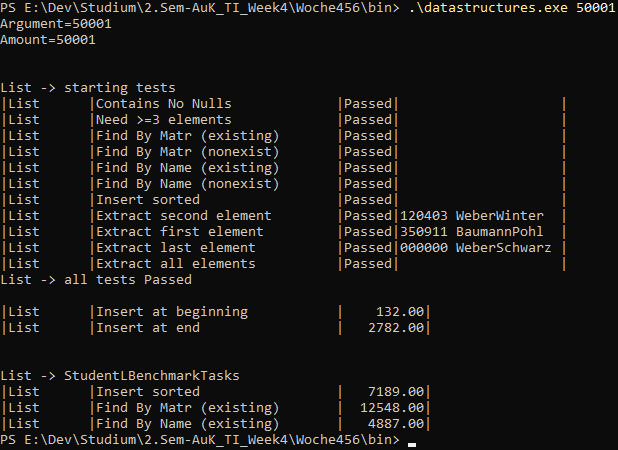 PS E:\Dev\Studium\2.Sem-AuK_TI_Week4\Woche456\bin> .\datastructures.exe 50001
Argument=50001
Amount=50001
List -> starting tests
|List      |Contains No Nulls             |Passed|                    |
|List      |Need >=3 elements             |Passed|                    |
|List      |Find By Matr (existing)       |Passed|                    |
|List      |Find By Matr (nonexist)       |Passed|                    |
|List      |Find By Name (existing)       |Passed|                    |
|List      |Find By Name (nonexist)       |Passed|                    |
|List      |Insert sorted                 |Passed|                    |
|List      |Extract second element        |Passed|120403 WeberWinter  |
|List      |Extract first element         |Passed|350911 BaumannPohl  |
|List      |Extract last element          |Passed|000000 WeberSchwarz |
|List      |Extract all elements          |Passed|                    |
List -> all tests Passed
|List      |Insert at beginning           |    132.00|
|List      |Insert at end                 |   2782.00|
List -> StudentLBenchmarkTasks
|List      |Insert sorted                 |   7189.00|
|List      |Find By Matr (existing)       |  12548.00|
|List      |Find By Name (existing)       |   4887.00|
PS E:\Dev\Studium\2.Sem-AuK_TI_Week4\Woche456\bin>